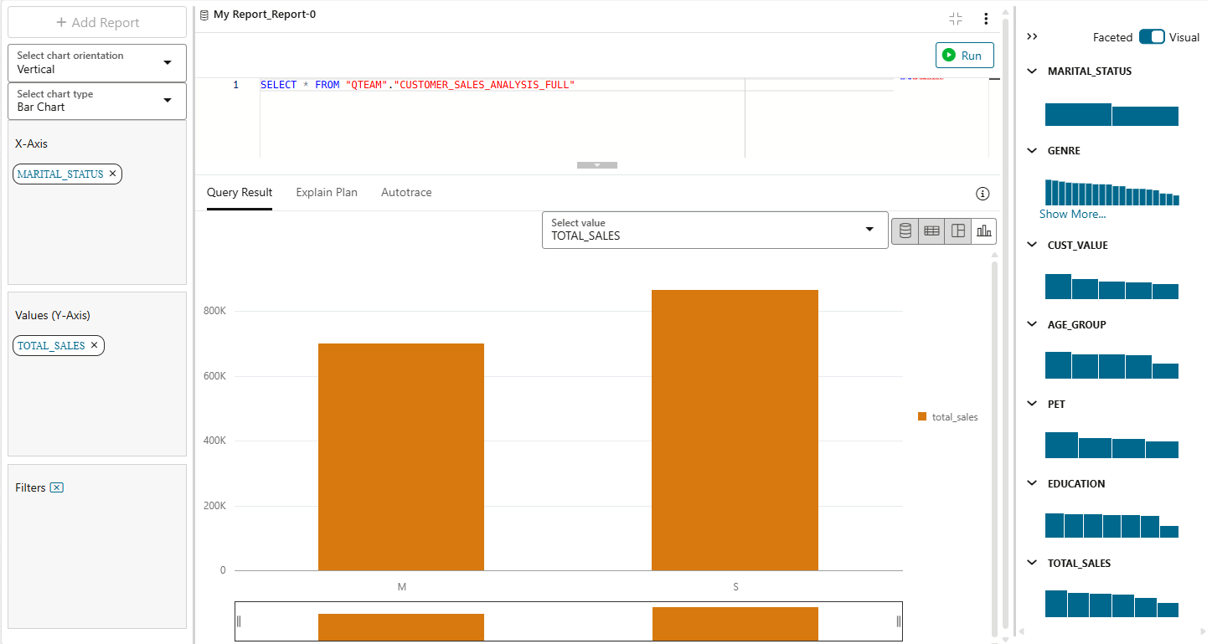 + Add Report
Select chart orientation
Vertical
Select chart type
Bar Chart
X-Axis
MARITAL_STATUS ×
Values (Y-Axis)
TOTAL_SALES ×
Filters
My Report_Report-0
Run
1 SELECT * FROM "QTEAM"."CUSTOMER_SALES_ANALYSIS_FULL"
Query Result Explain Plan Autotrace
Select value
TOTAL_SALES
800K
600K
400K
200K
0
M S
total_sales
Faceted Visual
MARITAL_STATUS
GENRE
Show More...
CUST_VALUE
AGE_GROUP
PET
EDUCATION
TOTAL_SALES